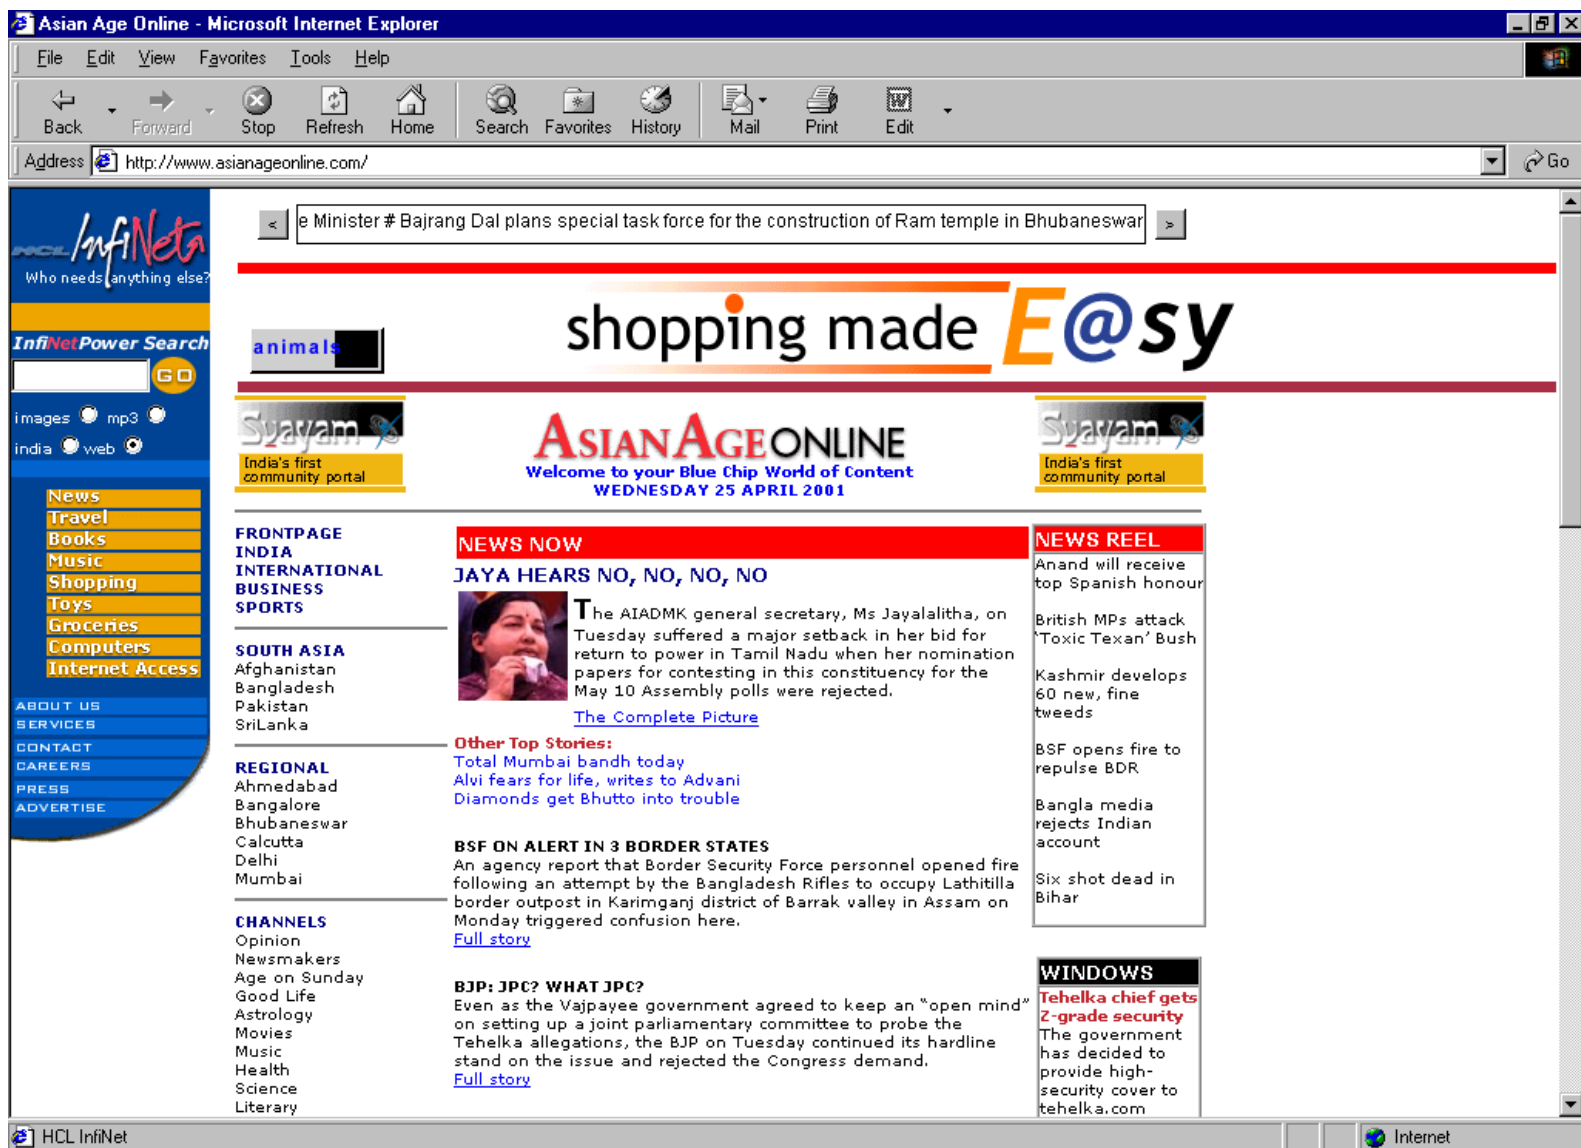 Asian Age Online - Microsoft Internet Explorer
File Edit View Favorites Tools Help
Back Forward Stop Refresh Home Search Favorites History Mail Print Edit
Address http://www.asianageonline.com/ Go
HCL InfiNet
Who needs anything else?
< e Minister # Bajrang Dal plans special task force for the construction of Ram temple in Bhubaneswar >
animals
shopping made E@sy
InfiNet Power Search
GO
images mp3
india web
News
Travel
Books
Music
Shopping
Toys
Groceries
Computers
Internet Access
ABOUT US
SERVICES
CONTACT
CAREERS
PRESS
ADVERTISE
Svayam
India's first
community portal
ASIAN AGE ONLINE
Welcome to your Blue Chip World of Content
WEDNESDAY 25 APRIL 2001
Svayam
India's first
community portal
FRONTPAGE
INDIA
INTERNATIONAL
BUSINESS
SPORTS
SOUTH ASIA
Afghanistan
Bangladesh
Pakistan
SriLanka
REGIONAL
Ahmedabad
Bangalore
Bhubaneswar
Calcutta
Delhi
Mumbai
CHANNELS
Opinion
Newsmakers
Age on Sunday
Good Life
Astrology
Movies
Music
Health
Science
Literary
NEWS NOW
JAYA HEARS NO, NO, NO, NO
The AIADMK general secretary, Ms Jayalalitha, on
Tuesday suffered a major setback in her bid for
return to power in Tamil Nadu when her nomination
papers for contesting in this constituency for the
May 10 Assembly polls were rejected.
The Complete Picture
Other Top Stories:
Total Mumbai bandh today
Alvi fears for life, writes to Advani
Diamonds get Bhutto into trouble
BSF ON ALERT IN 3 BORDER STATES
An agency report that Border Security Force personnel opened fire
following an attempt by the Bangladesh Rifles to occupy Lathitilla
border outpost in Karimganj district of Barrak valley in Assam on
Monday triggered confusion here.
Full story
BJP: JPC? WHAT JPC?
Even as the Vajpayee government agreed to keep an "open mind"
on setting up a joint parliamentary committee to probe the
Tehelka allegations, the BJP on Tuesday continued its hardline
stand on the issue and rejected the Congress demand.
Full story
NEWS REEL
Anand will receive
top Spanish honour
British MPs attack
'Toxic Texan' Bush
Kashmir develops
60 new, fine
tweeds
BSF opens fire to
repulse BDR
Bangla media
rejects Indian
account
Six shot dead in
Bihar
WINDOWS
Tehelka chief gets
Z-grade security
The government
has decided to
provide high-
security cover to
tehelka.com
HCL InfiNet
Internet